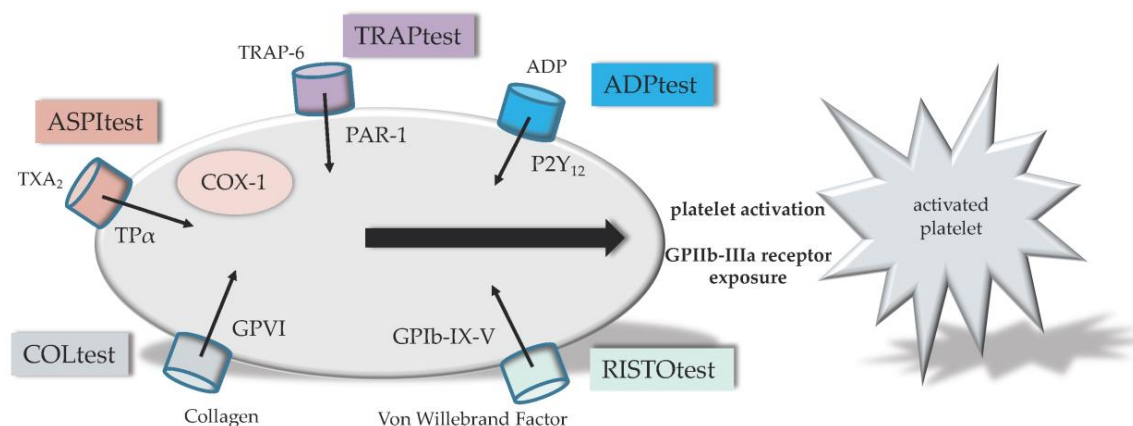 TRAPtest
TRAP-6
ADP
ADPtest
ASPItest
PAR-1
P2Y₁₂
COX-1
TXA₂
TPα
platelet activation
GPIIb-IIIa receptor
exposure
activated
platelet
GPVI
GPIb-IX-V
COLtest
RISTOtest
Collagen
Von Willebrand Factor